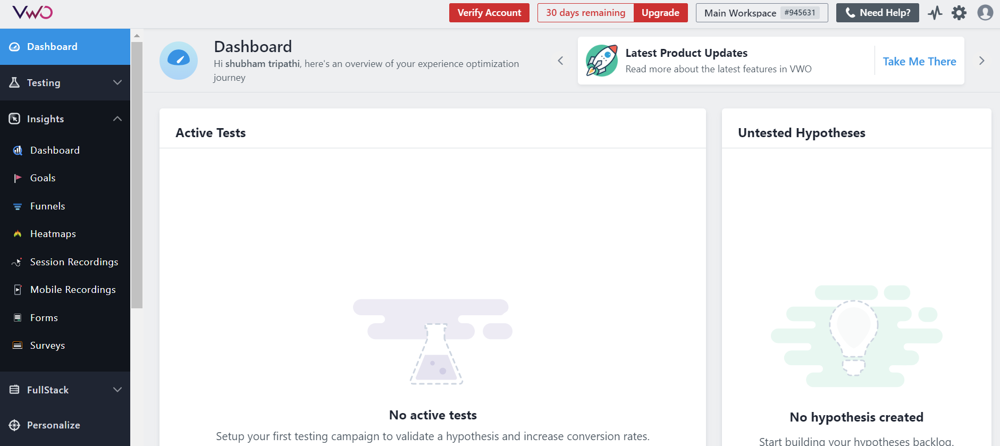 VWO
Verify Account
30 days remaining
Upgrade
Main Workspace #945631
Need Help?
Dashboard
Testing
Insights
Dashboard
Goals
Funnels
Heatmaps
Session Recordings
Mobile Recordings
Forms
Surveys
FullStack
Personalize
Dashboard
Hi shubham tripathi, here's an overview of your experience optimization
journey
Latest Product Updates
Read more about the latest features in VWO
Take Me There
Active Tests
No active tests
Setup your first testing campaign to validate a hypothesis and increase conversion rates.
Untested Hypotheses
No hypothesis created
Start building your hypotheses backlog.